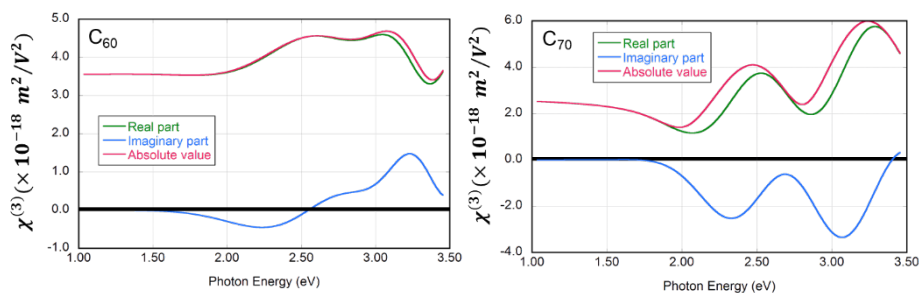 C60
χ(3)(× 10−18 m2/V2)
5.0
4.0
3.0
2.0
1.0
0.0
-1.0
Real part
Imaginary part
Absolute value
1.00 1.50 2.00 2.50 3.00 3.50
Photon Energy (eV)
C70
χ(3)(× 10−18 m2/V2)
6.0
4.0
2.0
0.0
-2.0
-4.0
Real part
Imaginary part
Absolute value
1.00 1.50 2.00 2.50 3.00 3.50
Photon Energy (eV)